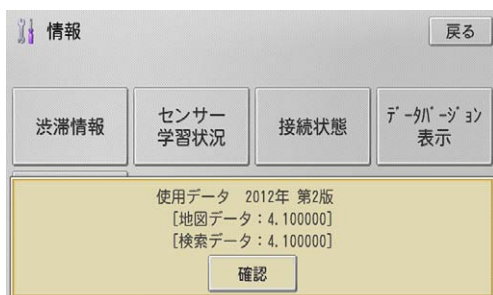 情報
戻る
渋滞情報
センサー
学習状況
接続状態
ﾃﾞｰﾀﾊﾞｰｼﾞｮﾝ
表示
使用データ 2012年 第2版
[地図データ：4.100000]
[検索データ：4.100000]
確認